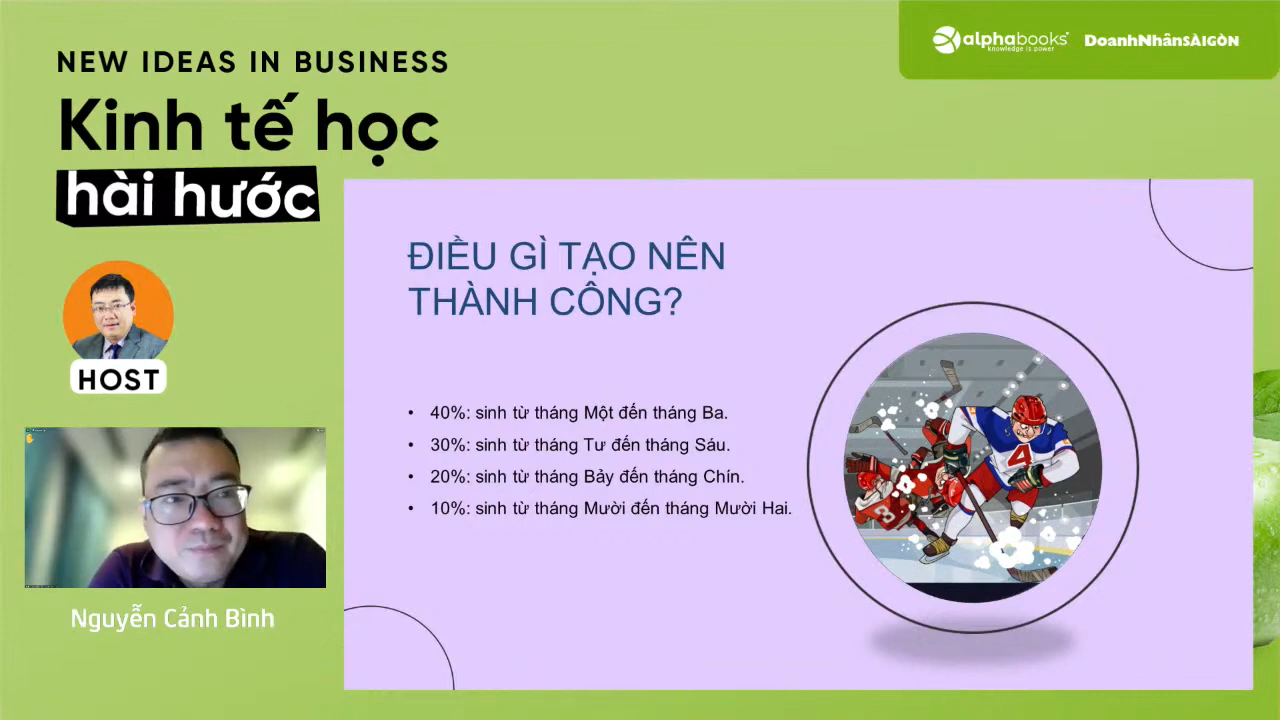 alphabooks
knowledge is power
DoanhNhânSÀIGÒN
NEW IDEAS IN BUSINESS
Kinh tế học
hài hước
HOST
Nguyễn Cảnh Bình
ĐIỀU GÌ TẠO NÊN
THÀNH CÔNG?
• 40%: sinh từ tháng Một đến tháng Ba.
• 30%: sinh từ tháng Tư đến tháng Sáu.
• 20%: sinh từ tháng Bảy đến tháng Chín.
• 10%: sinh từ tháng Mười đến tháng Mười Hai.
4